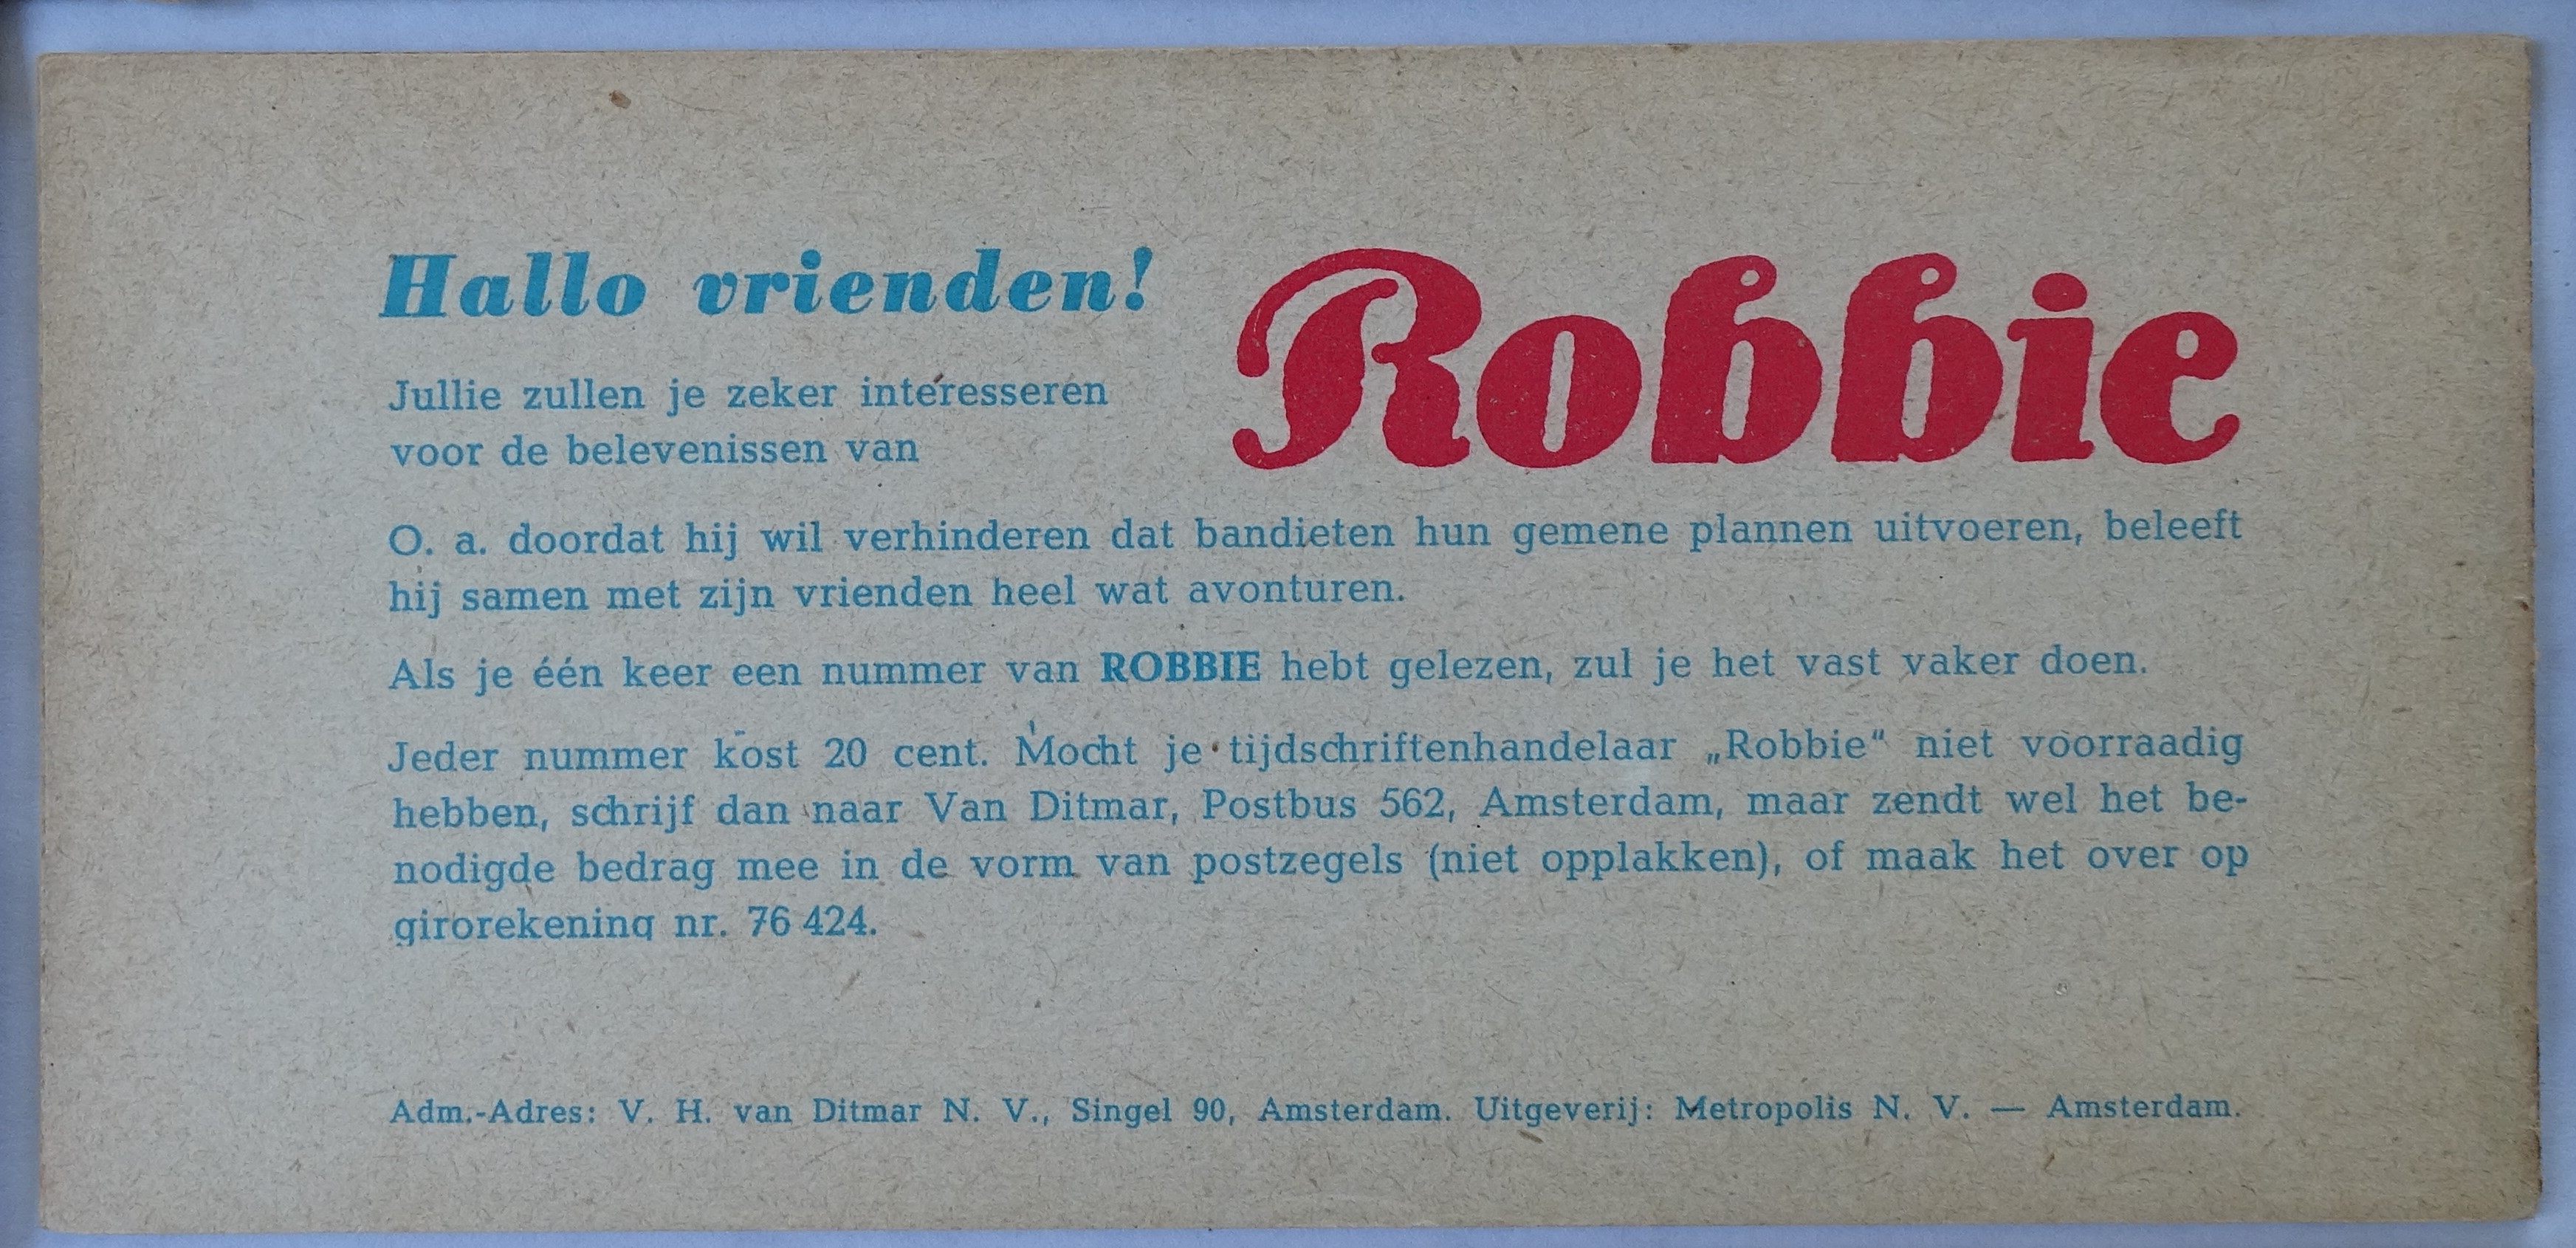 Hallo vrienden!
Jullie zullen je zeker interesseren
voor de belevenissen van
Robbie
O. a. doordat hij wil verhinderen dat bandieten hun gemene plannen uitvoeren, beleeft
hij samen met zijn vrienden heel wat avonturen.
Als je één keer een nummer van ROBBIE hebt gelezen, zul je het vast vaker doen.
Jeder nummer kost 20 cent. Mocht je tijdschriftenhandelaar „Robbie“ niet voorraadig
hebben, schrijf dan naar Van Ditmar, Postbus 562, Amsterdam, maar zendt wel het be-
nodigde bedrag mee in de vorm van postzegels (niet opplakken), of maak het over op
girorekening nr. 76 424.
Adm.-Adres: V. H. van Ditmar N. V., Singel 90, Amsterdam. Uitgeverij: Metropolis N. V. — Amsterdam.